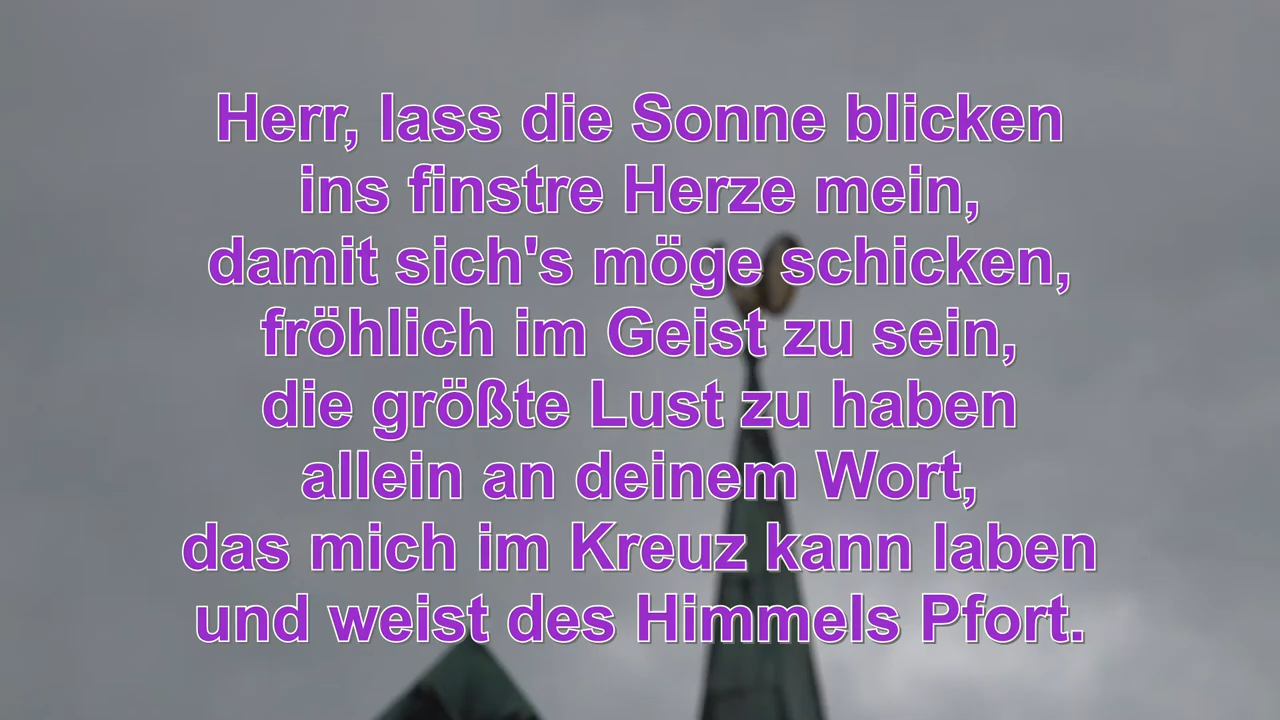 Herr, lass die Sonne blicken
ins finstre Herze mein,
damit sich's möge schicken,
fröhlich im Geist zu sein,
die größte Lust zu haben
allein an deinem Wort,
das mich im Kreuz kann laben
und weist des Himmels Pfort.